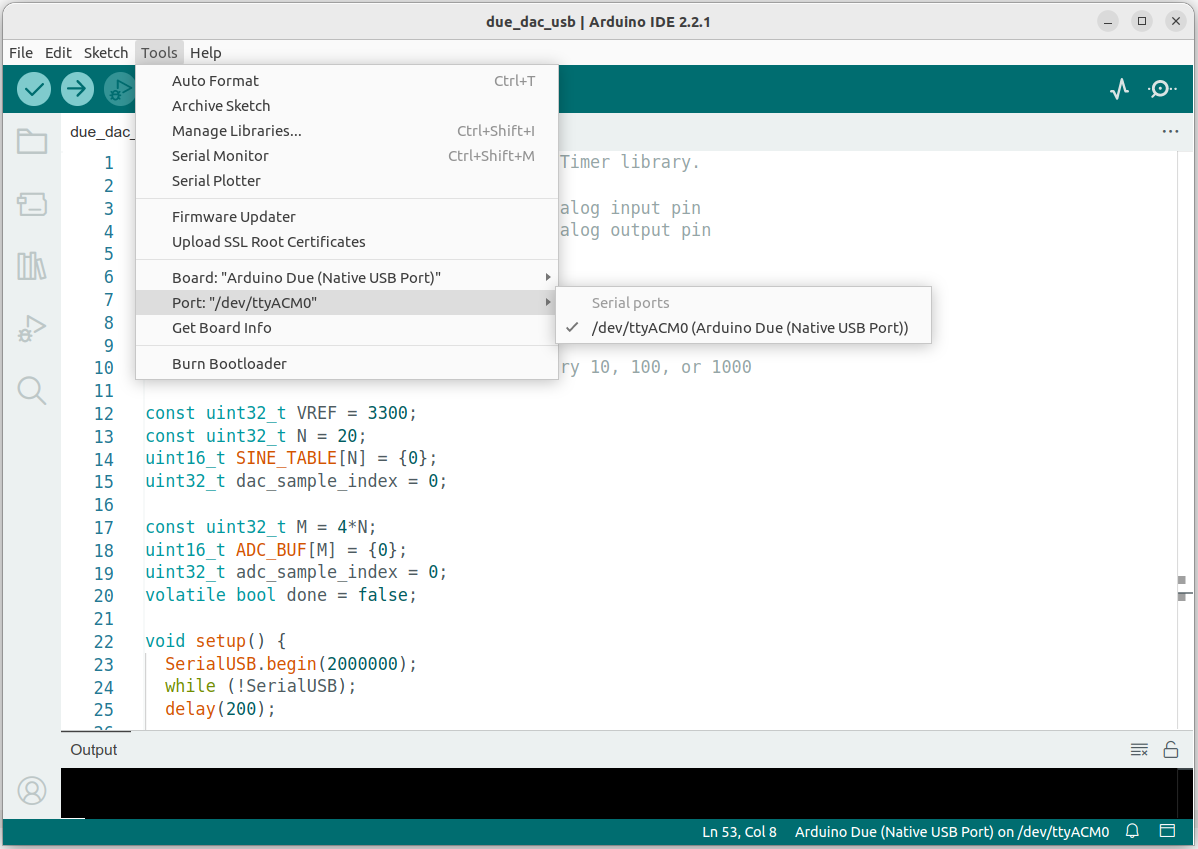 due_dac_usb | Arduino IDE 2.2.1
File Edit Sketch Tools Help
due_dac_
Auto Format Ctrl+T
Archive Sketch
Manage Libraries... Ctrl+Shift+I
Serial Monitor Ctrl+Shift+M
Serial Plotter
Firmware Updater
Upload SSL Root Certificates
Board: "Arduino Due (Native USB Port)"
Port: "/dev/ttyACM0"
Get Board Info
Burn Bootloader
Serial ports
/dev/ttyACM0 (Arduino Due (Native USB Port))
1 Timer library.
2
3 alog input pin
4 alog output pin
5
6
7
8
9
10 ry 10, 100, or 1000
11
12 const uint32_t VREF = 3300;
13 const uint32_t N = 20;
14 uint16_t SINE_TABLE[N] = {0};
15 uint32_t dac_sample_index = 0;
16
17 const uint32_t M = 4*N;
18 uint16_t ADC_BUF[M] = {0};
19 uint32_t adc_sample_index = 0;
20 volatile bool done = false;
21
22 void setup() {
23 SerialUSB.begin(2000000);
24 while (!SerialUSB);
25 delay(200);
Output
Ln 53, Col 8 Arduino Due (Native USB Port) on /dev/ttyACM0